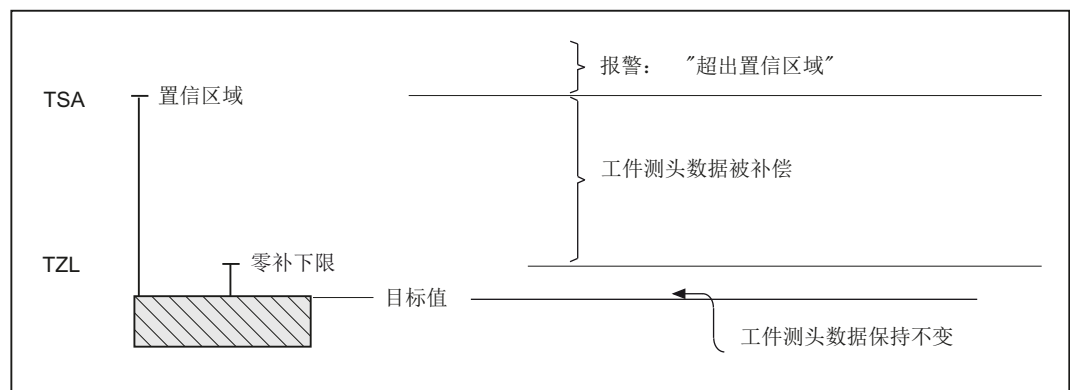 报警： "超出置信区域"
TSA 置信区域
工件测头数据被补偿
TZL 零补下限
目标值
工件测头数据保持不变